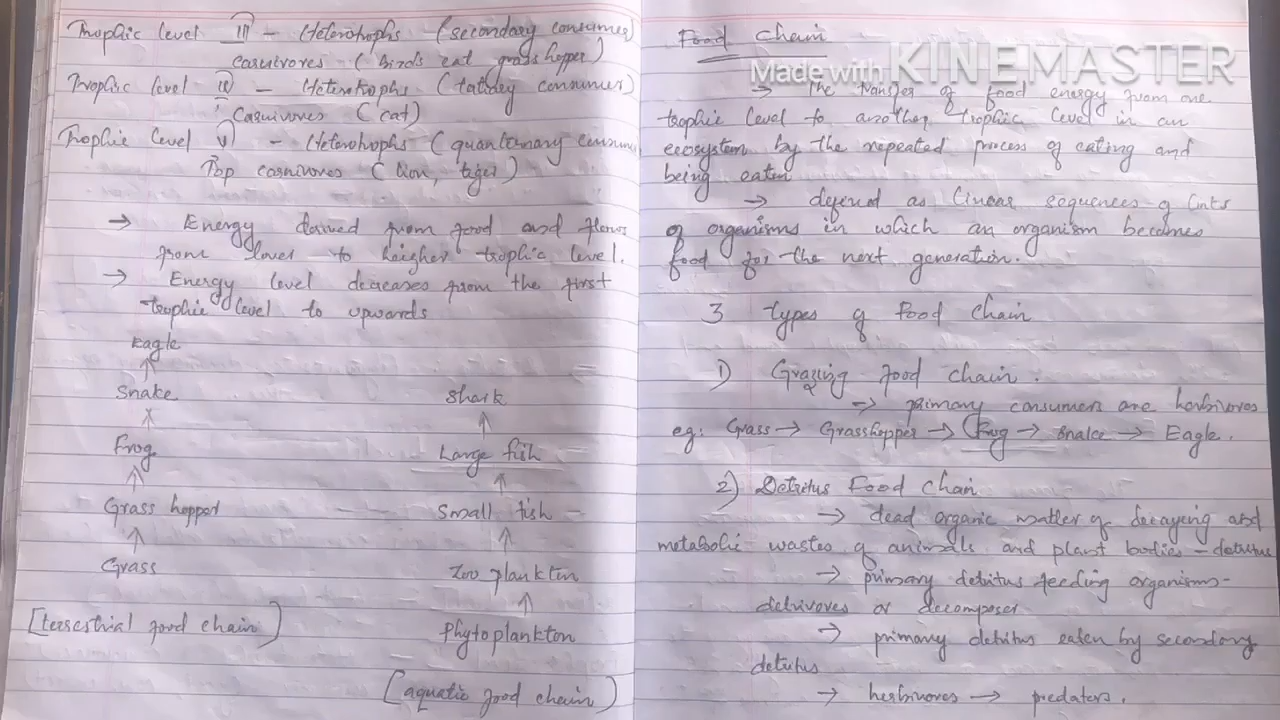 Trophic level III - Heterotrophs (secondary consumer)
carnivores (birds eat grasshopper)
Trophic level IV - Heterotrophs (consumer)
Carnivores (cat)
Trophic level V - Heterotrophs (quanternary consum
Top carnivores (lion, tiger)
→ Energy from food and flows
from lower to heigher trophic level.
→ Energy level decreases from the first
trophic level to upwards
Eagle
↑
Snake
↑
Frog
↑
Grass hopper
↑
Grass
[terrestrial food chain]
Shark
↑
Large fish
↑
Small fish
↑
Zoo plankton
↑
Phytoplankton
[aquatic food chain]
Food chain
Made with KINEMASTER
→ The transfer of food energy from one
trophic level to another trophic level in an
ecosystem by the repeated process of eating and
being eaten
→ defined as linear sequences of links
of organisms in which an organism becomes
food for the next generation.
3 types of Food chain
1) Grazing food chain.
→ primary consumers are herbivores
eg: Grass → Grasshopper → Frog → snake → Eagle.
2) Detritus Food chain
→ dead organic matter of decaying and
metabolic wastes of animals and plant bodies - detritus
→ primary detritus feeding organisms-
detrivores or decomposer
→ primary detritus eaten by secondary
detritus
→ herbivores → predators.